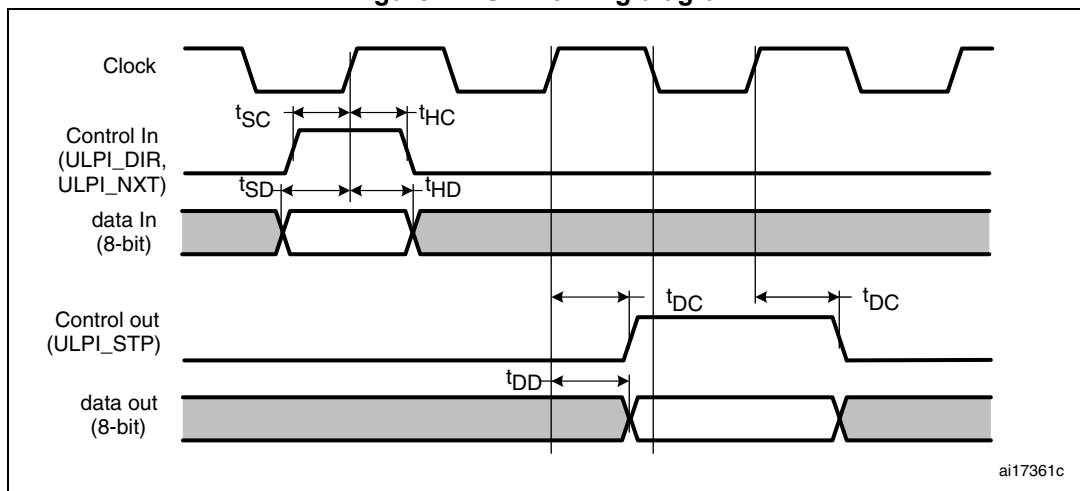 Clock
tSC
tHC
Control In
(ULPI_DIR,
ULPI_NXT)
tSD
tHD
data In
(8-bit)
tDC
tDC
Control out
(ULPI_STP)
tDD
data out
(8-bit)
ai17361c